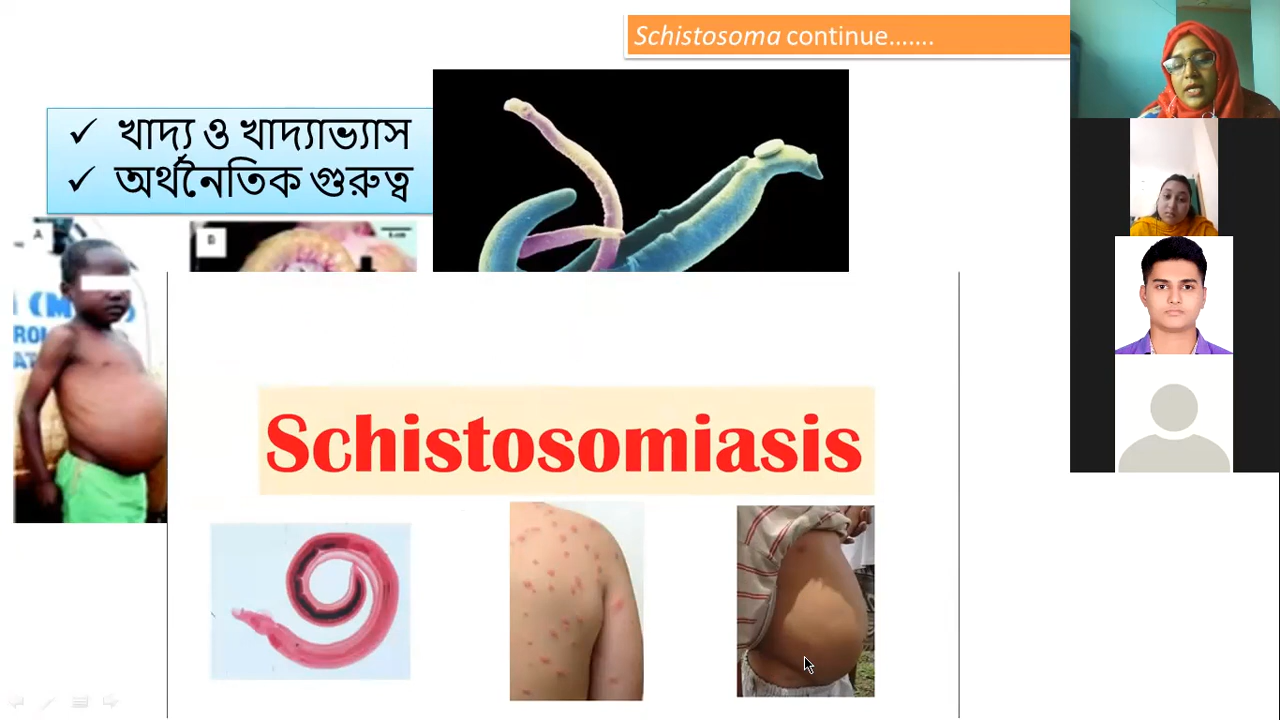 Schistosoma continue.......
✓ খাদ্য ও খাদ্যাভ্যাস
✓ অর্থনৈতিক গুরুত্ব
A
B
Schistosomiasis